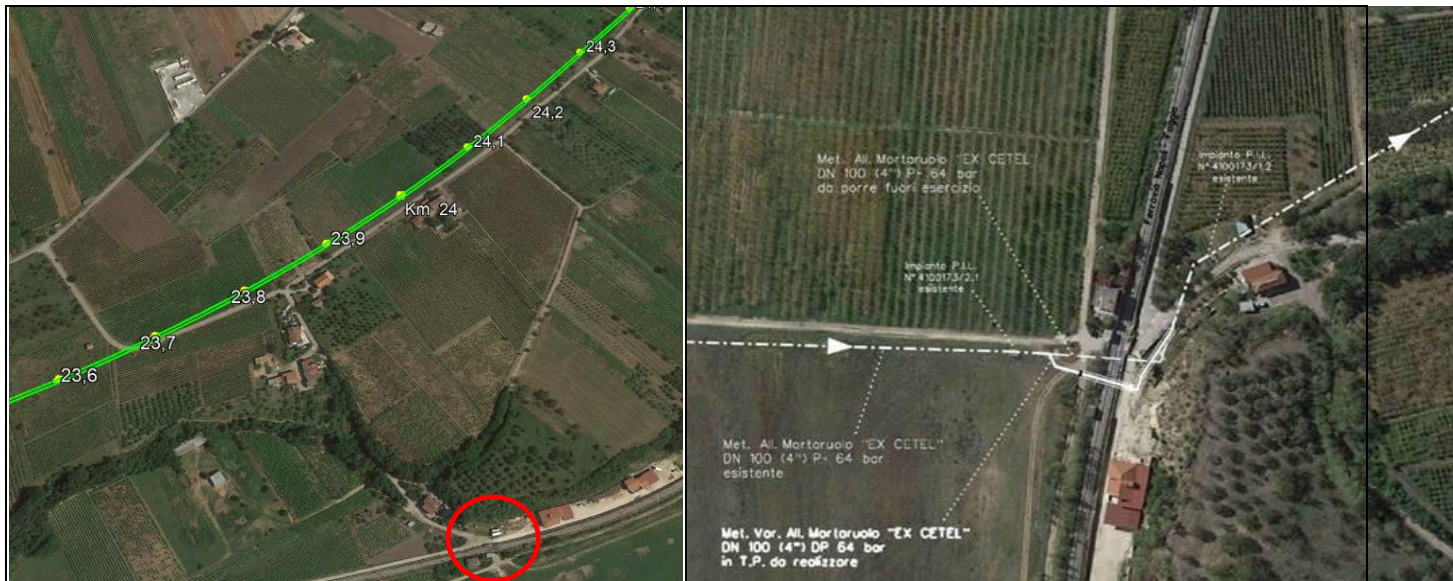 24,3
24,2
24,1
Km 24
23,9
23,8
23,7
23,6
Met. All. Mortaruolo "EX CETEL"
DN 100 (4") P- 64 bar
da porre fuori esercizio
Impianto P.I.L.
N° 4100173/2.1
esistente
Ferrovia Napoli - Foggia
Impianto P.I.L.
N° 4100173/1.2
esistente
Met. All. Mortaruolo "EX CETEL"
DN 100 (4") P- 64 bar
esistente
Met. Var. All. Mortaruolo "EX CETEL"
DN 100 (4") DP 64 bar
in T.P. da realizzare